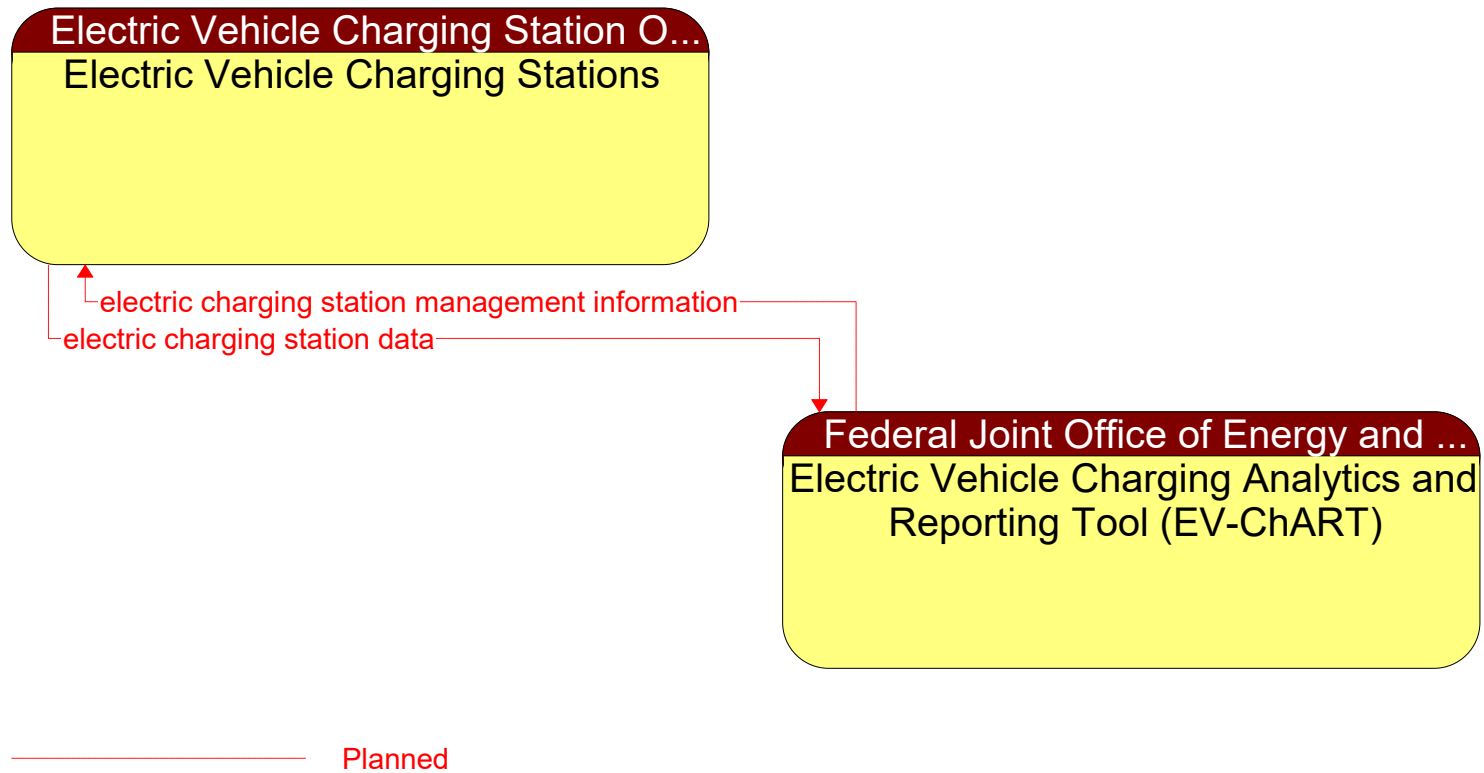 Electric Vehicle Charging Station O...
Electric Vehicle Charging Stations
electric charging station management information
electric charging station data
Federal Joint Office of Energy and ...
Electric Vehicle Charging Analytics and
Reporting Tool (EV-ChART)
Planned